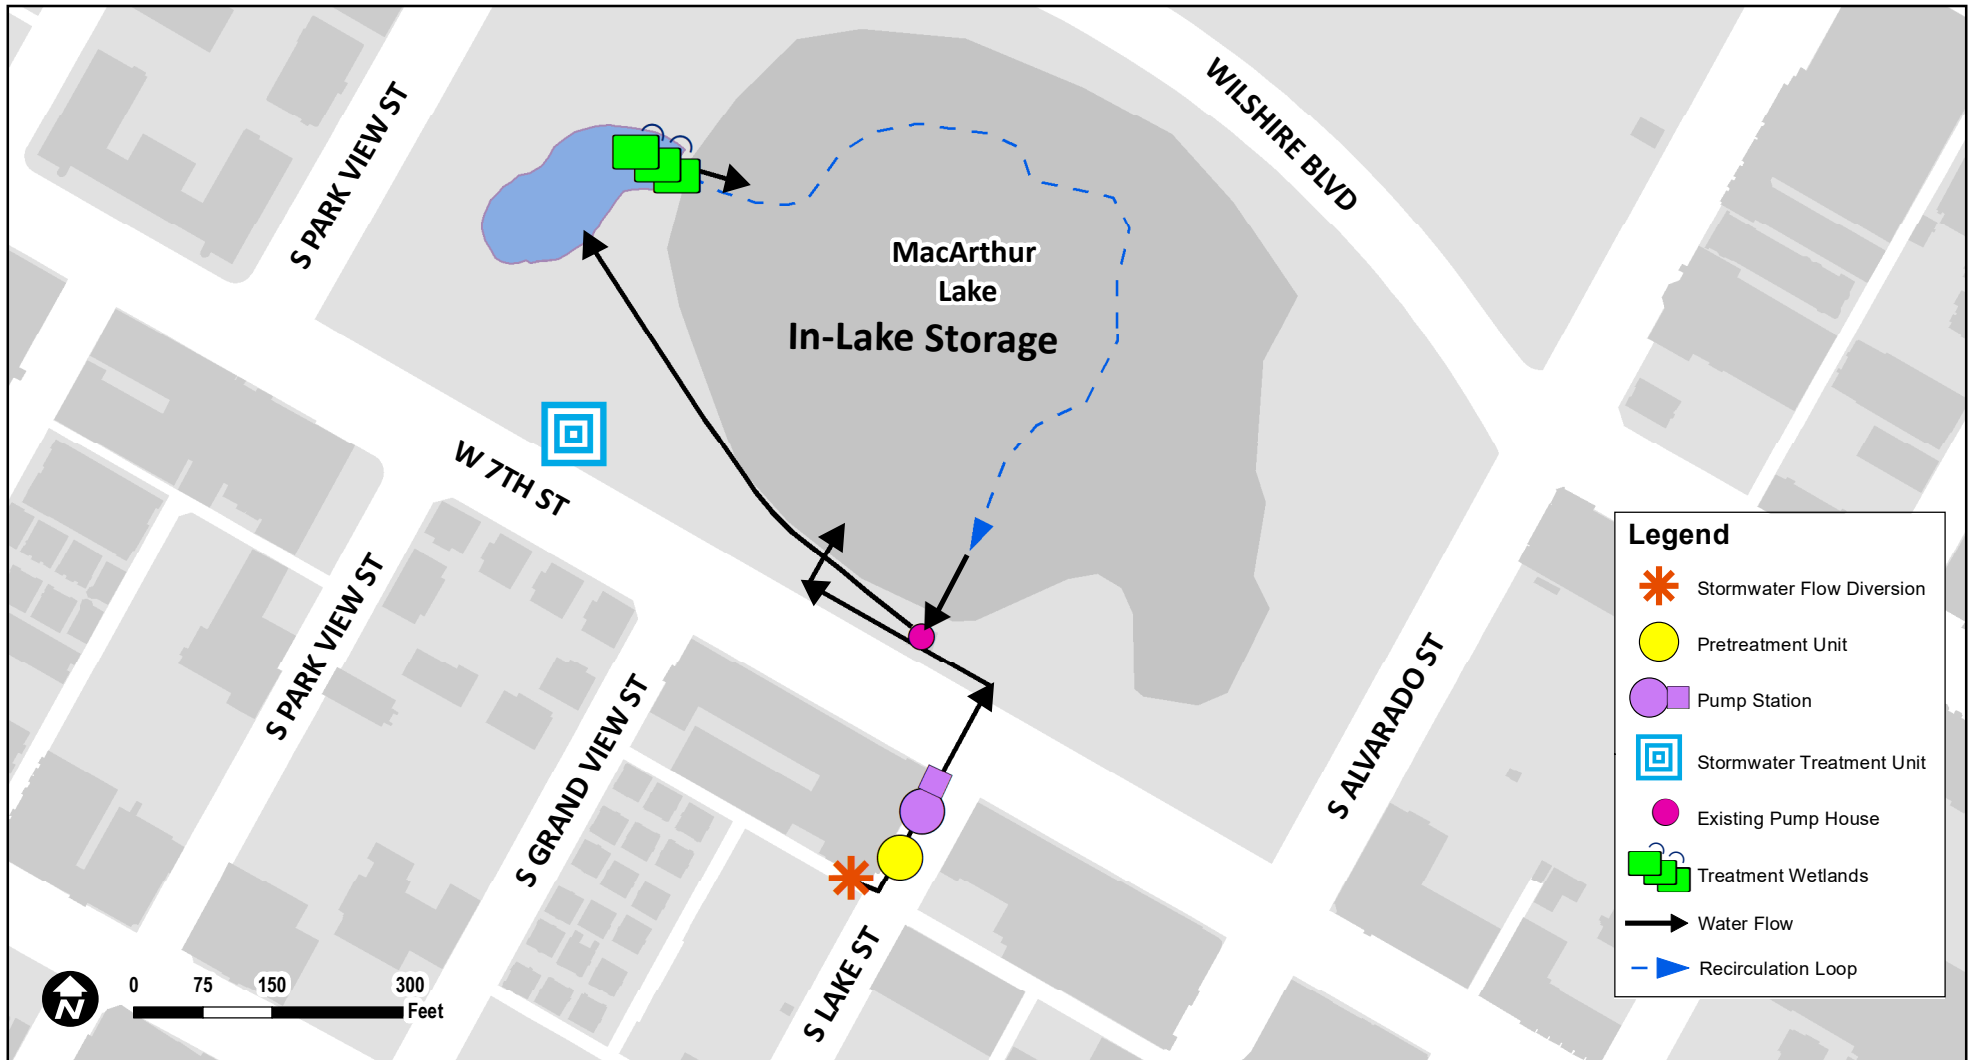 S PARK VIEW ST
WILSHIRE BLVD
MacArthur
Lake
In-Lake Storage
W 7TH ST
S PARK VIEW ST
S GRAND VIEW ST
S ALVARADO ST
S LAKE ST
Legend
Stormwater Flow Diversion
Pretreatment Unit
Pump Station
Stormwater Treatment Unit
Existing Pump House
Treatment Wetlands
Water Flow
Recirculation Loop
N
0 75 150 300
Feet